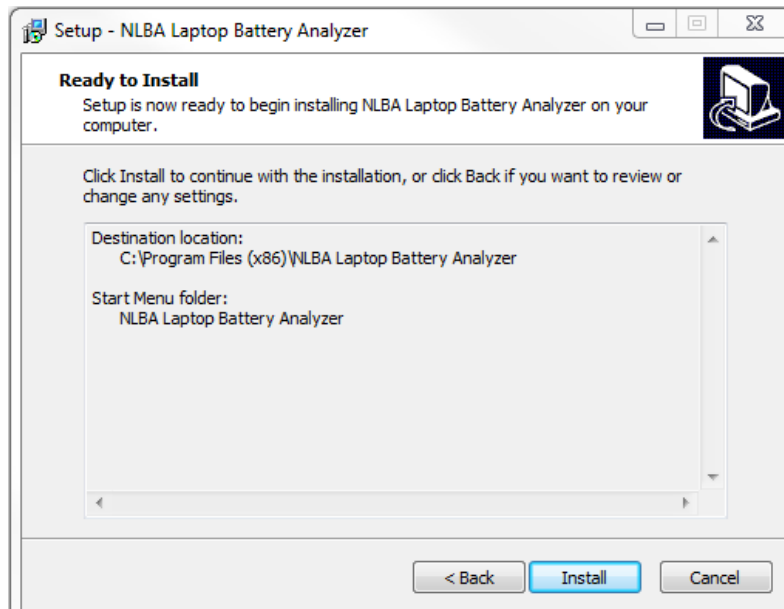 Setup - NLBA Laptop Battery Analyzer
Ready to Install
Setup is now ready to begin installing NLBA Laptop Battery Analyzer on your
computer.
Click Install to continue with the installation, or click Back if you want to review or
change any settings.
Destination location:
C:\Program Files (x86)\NLBA Laptop Battery Analyzer
Start Menu folder:
NLBA Laptop Battery Analyzer
< Back Install Cancel